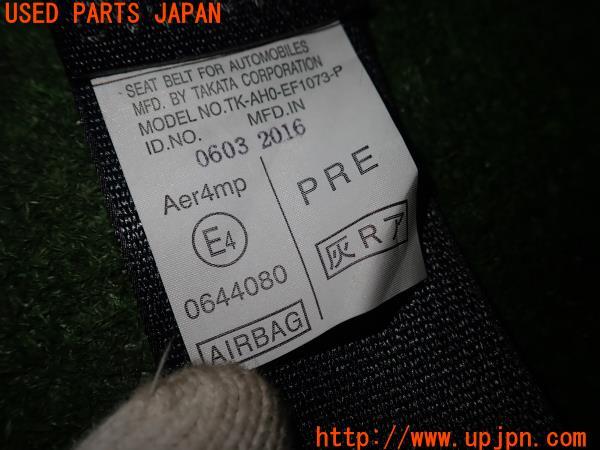 USED PARTS JAPAN
SEAT BELT FOR AUTOMOBILES
MFD. BY TAKATA CORPORATION
MODEL NO.TK-AH0-EF1073-P
ID.NO. MFD.IN
0603 2016
Aer4mp
E4
0644080
AIRBAG
PRE
灰Rア
http://www.upjpn.com